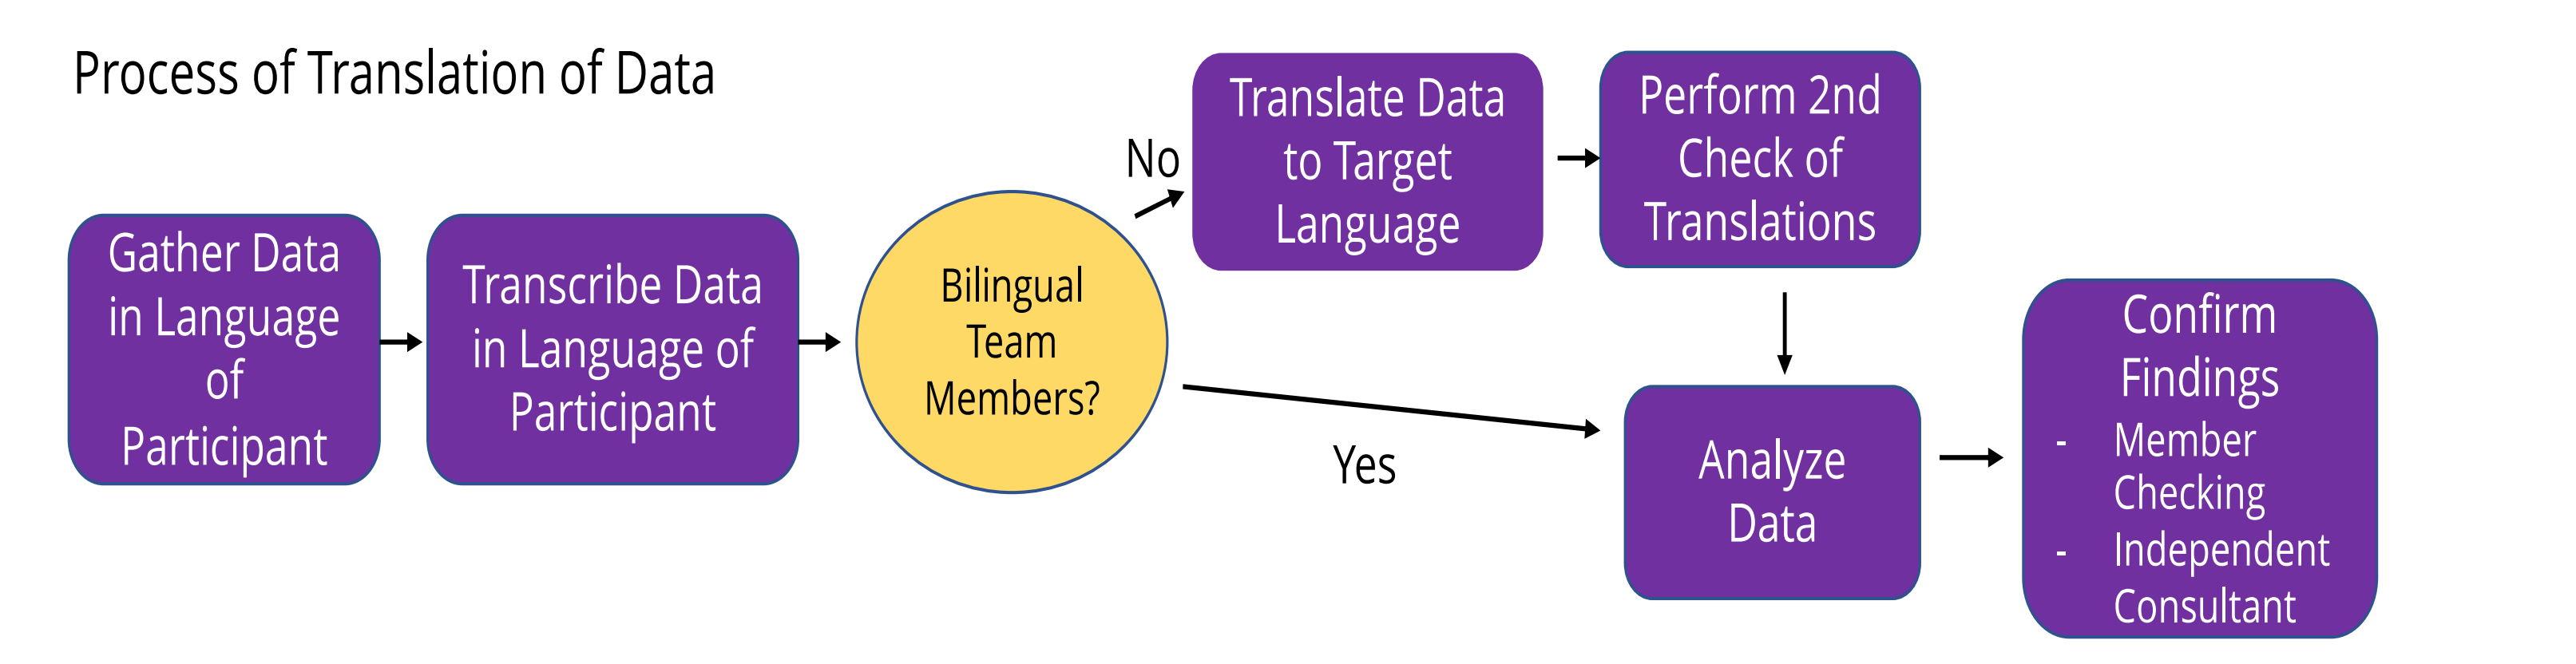 Process of Translation of Data
Gather Data
in Language
of
Participant
Transcribe Data
in Language of
Participant
Bilingual
Team
Members?
No
Translate Data
to Target
Language
Perform 2nd
Check of
Translations
Yes
Analyze
Data
Confirm
Findings
- Member
Checking
- Independent
Consultant